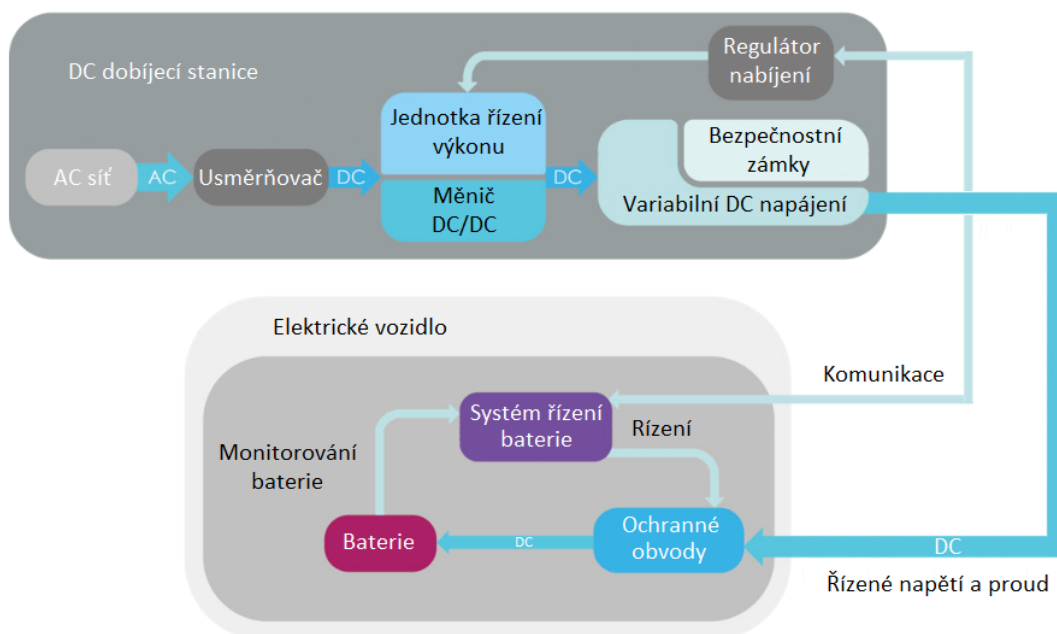 Regulátor
nabíjení
DC dobíjecí stanice
Jednotka řízení
výkonu
Bezpečnostní
zámky
AC síť
AC
Usměrňovač
DC
Měnič
DC/DC
DC
Variabilní DC napájení
Elektrické vozidlo
Komunikace
Systém řízení
baterie
Rízení
Monitorování
baterie
Baterie
DC
Ochranné
obvody
DC
Řízené napětí a proud